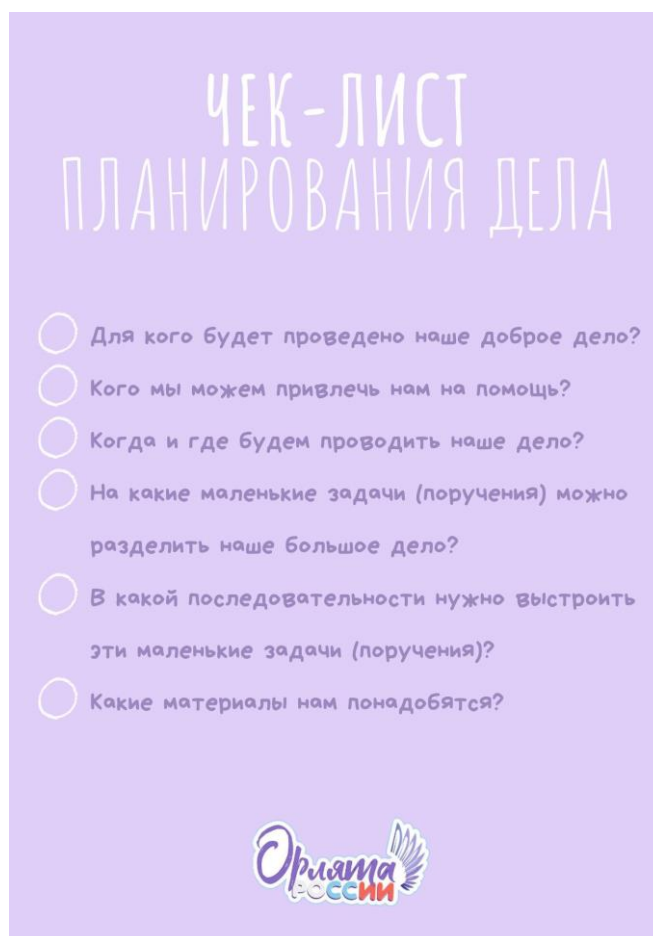 ЧЕК-ЛИСТ
ПЛАНИРОВАНИЯ ДЕЛА
Для кого будет проведено наше доброе дело?
Кого мы можем привлечь нам на помощь?
Когда и где будем проводить наше дело?
На какие маленькие задачи (поручения) можно
разделить наше большое дело?
В какой последовательности нужно выстроить
эти маленькие задачи (поручения)?
Какие материалы нам понадобятся?
Орлята
РОССИИ